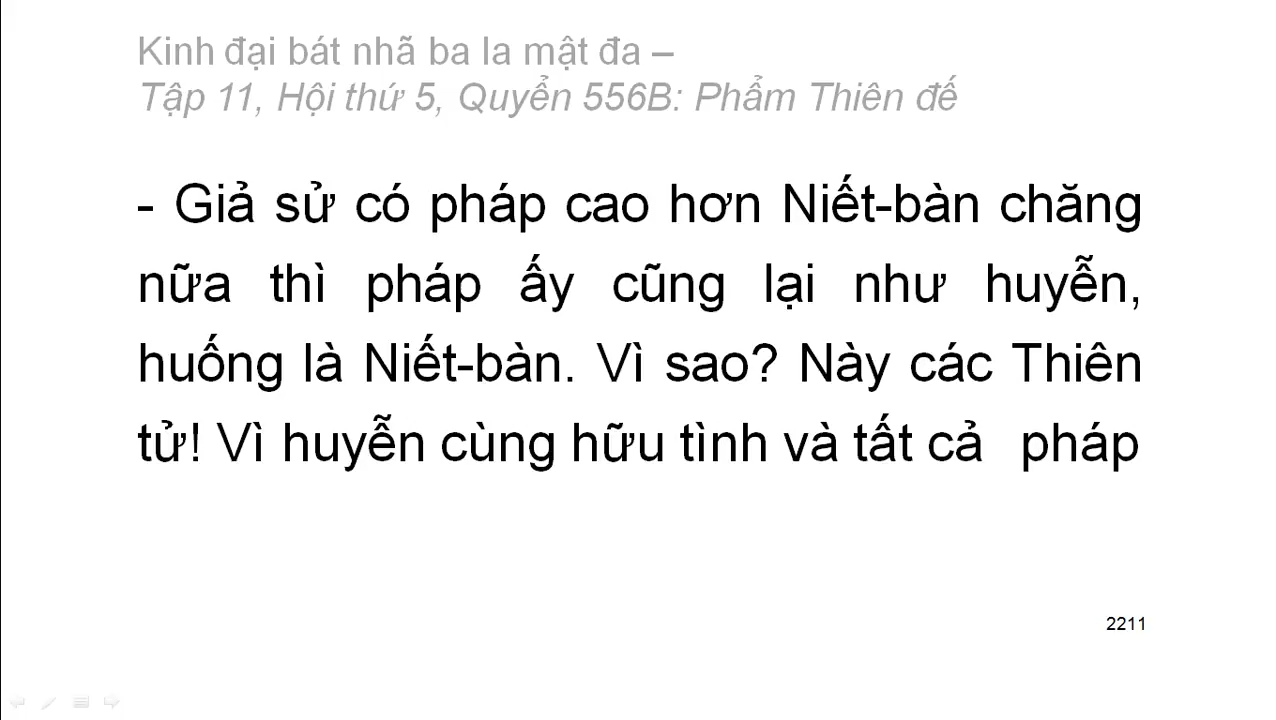 Kinh đại bát nhã ba la mật đa –
Tập 11, Hội thứ 5, Quyển 556B: Phẩm Thiên đế
- Giả sử có pháp cao hơn Niết-bàn chăng
nữa thì pháp ấy cũng lại như huyễn,
huống là Niết-bàn. Vì sao? Này các Thiên
tử! Vì huyễn cùng hữu tình và tất cả pháp
2211